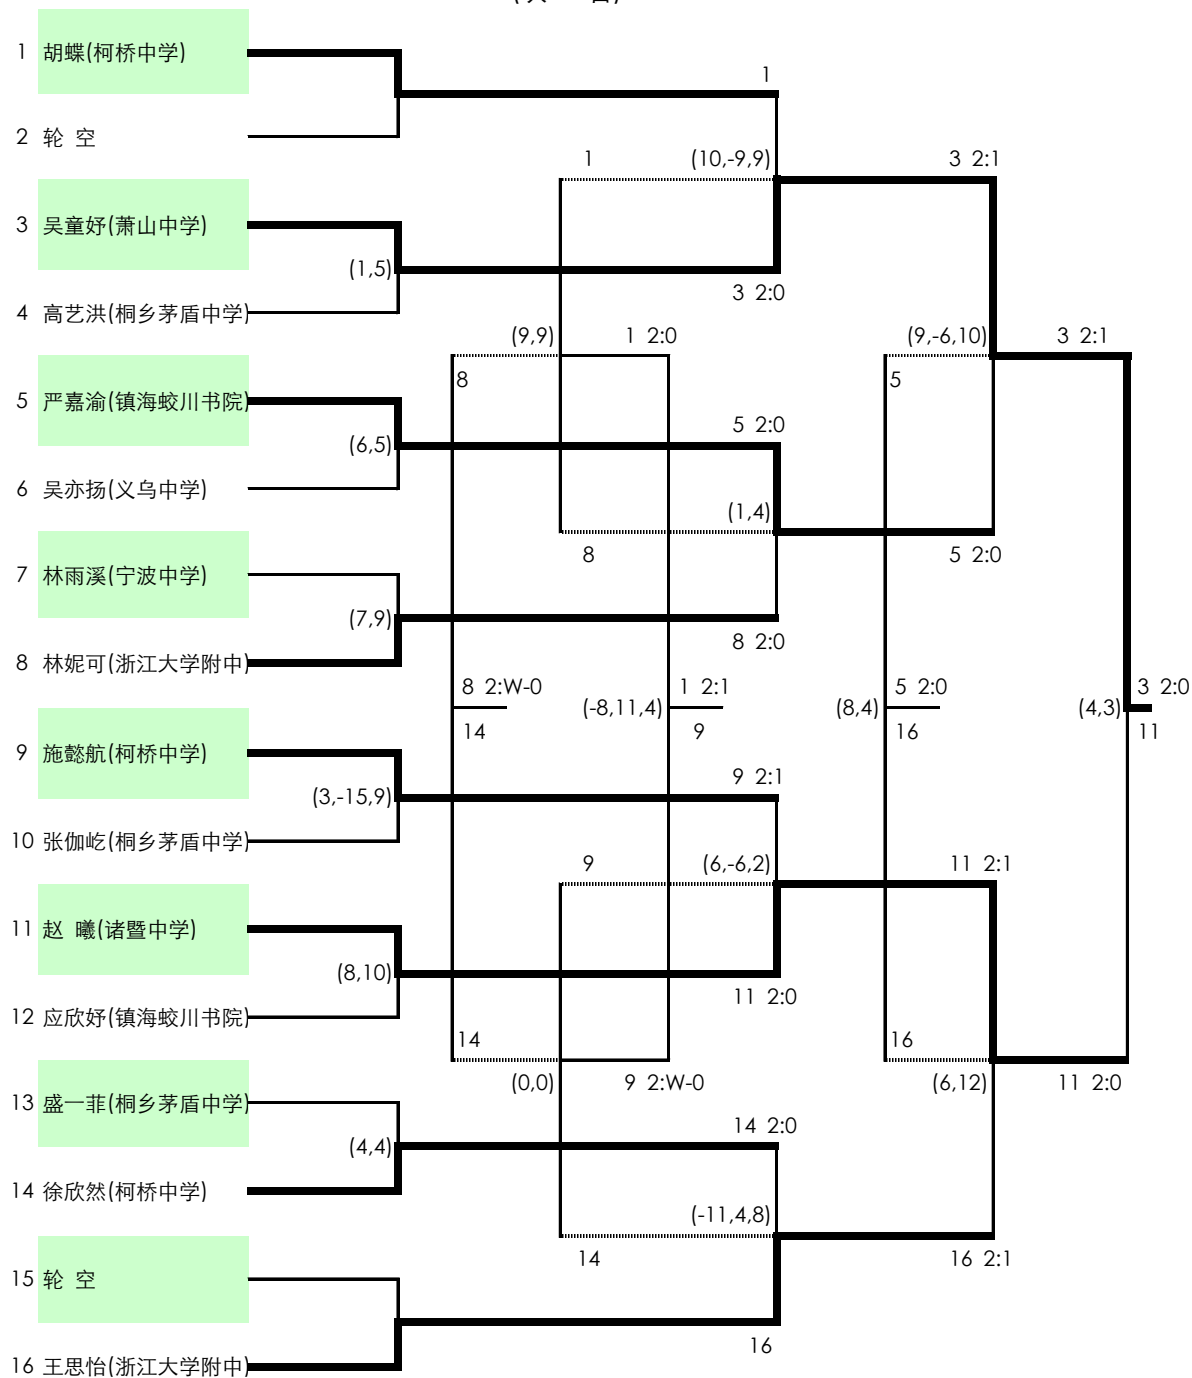 1 胡蝶(柯桥中学)
1
2 轮 空
1
(10,-9,9)
3 2:1
3 吴童妤(萧山中学)
(1,5)
3 2:0
4 高艺洪(桐乡茅盾中学)
(9,9)
1 2:0
(9,-6,10)
3 2:1
8
5
5 严嘉渝(镇海蛟川书院)
5 2:0
(6,5)
6 吴亦扬(义乌中学)
(1,4)
8
5 2:0
7 林雨溪(宁波中学)
(7,9)
8 2:0
8 林妮可(浙江大学附中)
8 2:W-0
14
(-8,11,4)
1 2:1
9
(8,4)
5 2:0
16
(4,3)
3 2:0
11
9 施懿航(柯桥中学)
9 2:1
(3,-15,9)
10 张伽屹(桐乡茅盾中学)
9
(6,-6,2)
11 2:1
11 赵 曦(诸暨中学)
(8,10)
11 2:0
12 应欣妤(镇海蛟川书院)
14
16
(0,0)
9 2:W-0
(6,12)
11 2:0
13 盛一菲(桐乡茅盾中学)
14 2:0
(4,4)
14 徐欣然(柯桥中学)
(-11,4,8)
14
16 2:1
15 轮 空
16
16 王思怡(浙江大学附中)